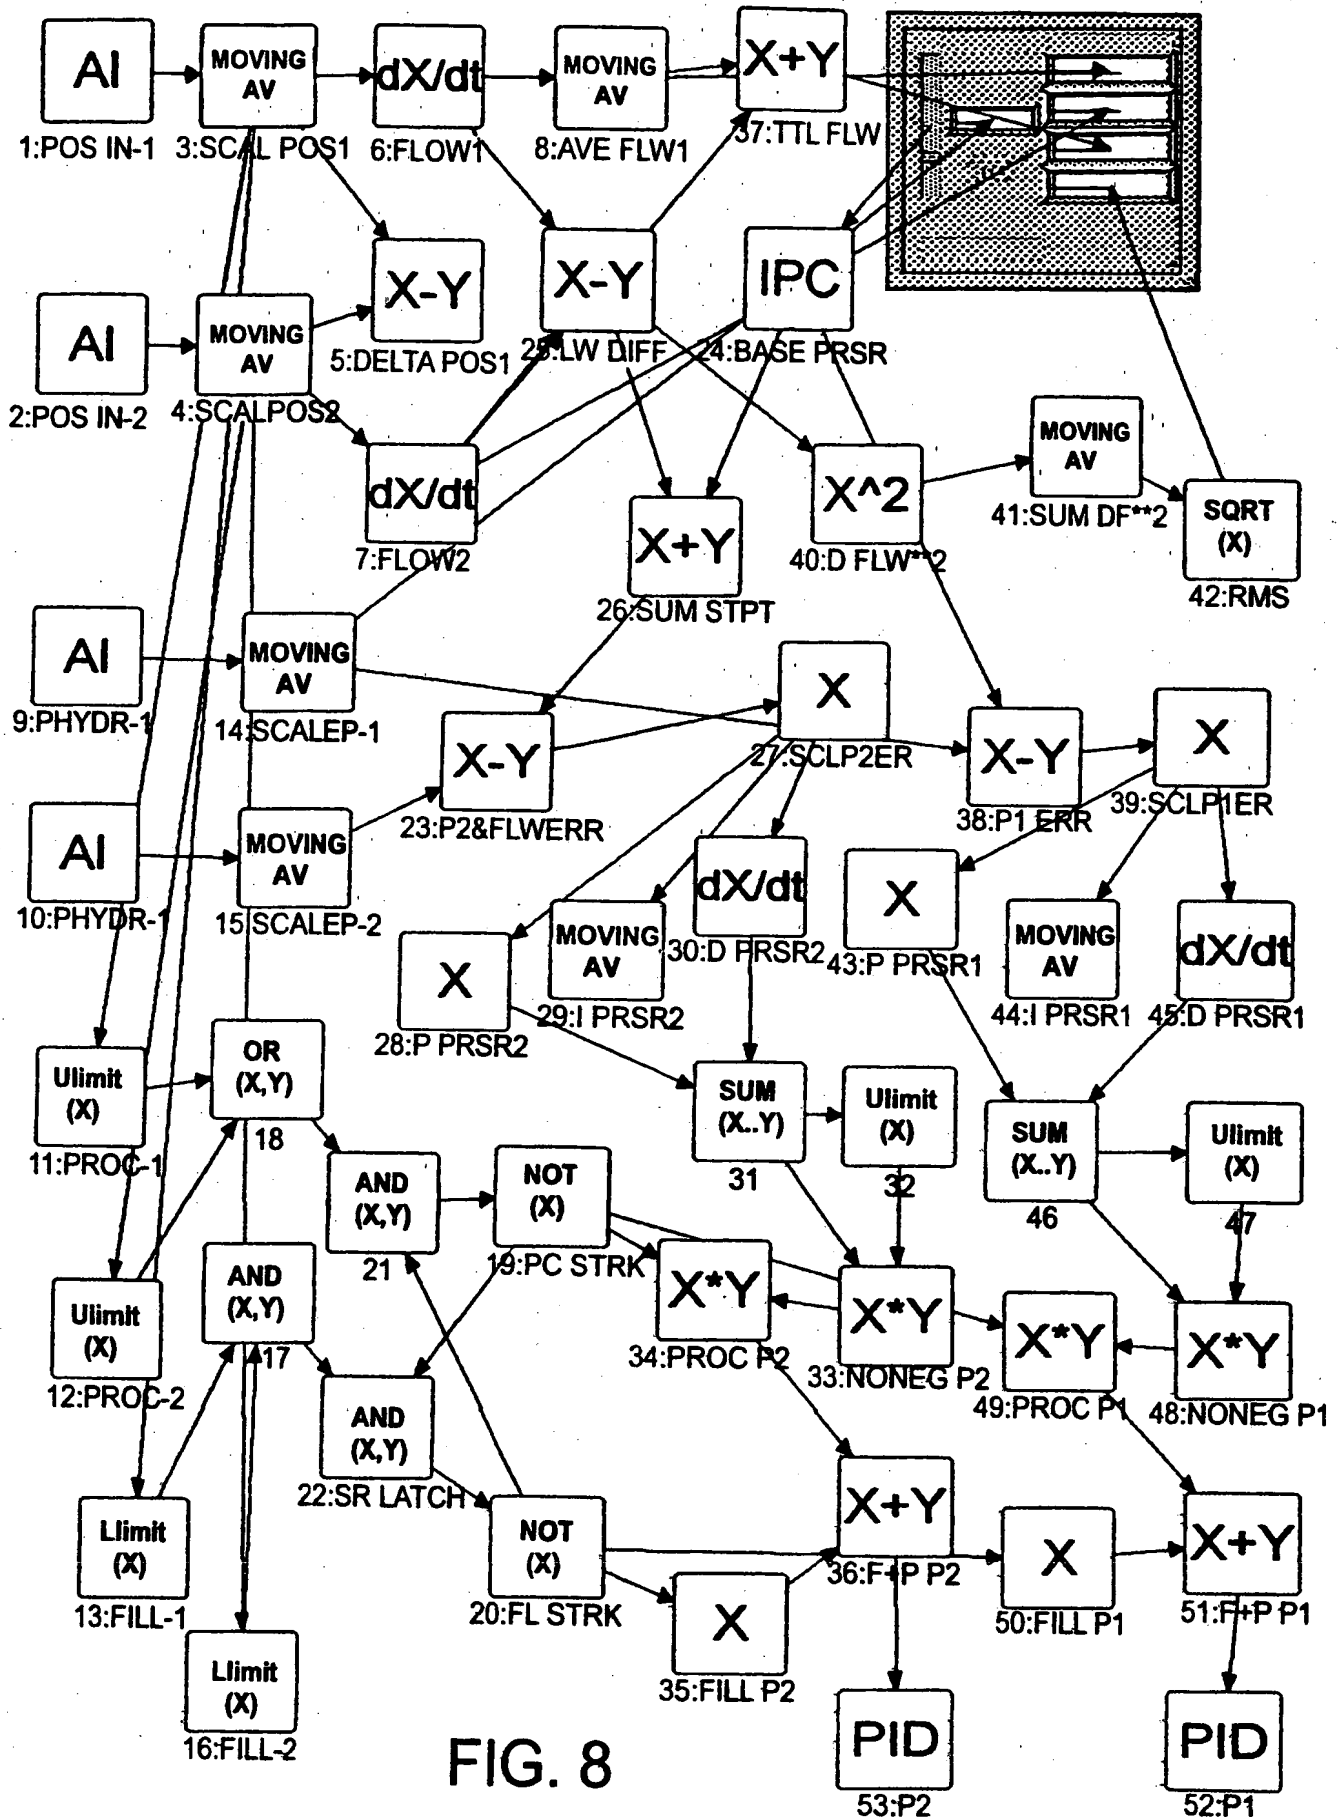 AI
1:POS IN-1
MOVING
AV
3:SCAL POS1
dX/dt
6:FLOW1
MOVING
AV
8:AVE FLW1
X+Y
37:TTL FLW
AI
2:POS IN-2
MOVING
AV
4:SCALPOS2
X-Y
5:DELTA POS1
X-Y
25:LW DIFF
IPC
24:BASE PRSR
dX/dt
7:FLOW2
X+Y
26:SUM STPT
X^2
40:D FLW**2
MOVING
AV
41:SUM DF**2
SQRT
(X)
42:RMS
AI
9:PHYDR-1
MOVING
AV
14:SCALEP-1
X-Y
23:P2&FLWERR
X
27:SCLP2ER
X-Y
38:P1 ERR
X
39:SCLP1ER
AI
10:PHYDR-1
MOVING
AV
15:SCALEP-2
X
28:P PRSR2
MOVING
AV
29:I PRSR2
dX/dt
30:D PRSR2
X
43:P PRSR1
MOVING
AV
44:I PRSR1
dX/dt
45:D PRSR1
Ulimit
(X)
11:PROC-1
OR
(X,Y)
18
AND
(X,Y)
21
NOT
(X)
19:PC STRK
SUM
(X..Y)
31
Ulimit
(X)
32
SUM
(X..Y)
46
Ulimit
(X)
47
Ulimit
(X)
12:PROC-2
AND
(X,Y)
17
X*Y
34:PROC P2
X*Y
33:NONEG P2
X*Y
49:PROC P1
X*Y
48:NONEG P1
AND
(X,Y)
22:SR LATCH
Llimit
(X)
13:FILL-1
NOT
(X)
20:FL STRK
X+Y
36:F+P P2
X
50:FILL P1
X+Y
51:F+P P1
Llimit
(X)
16:FILL-2
X
35:FILL P2
PID
53:P2
PID
52:P1
FIG. 8